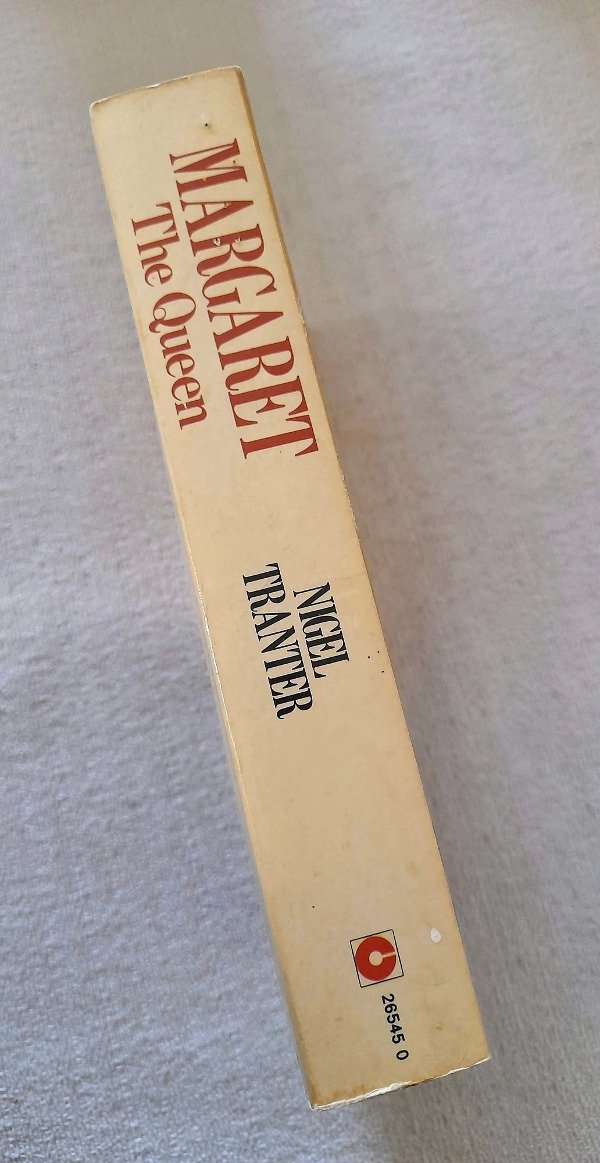 MARGARET
The Queen
NIGEL
TRANTER
26545 0